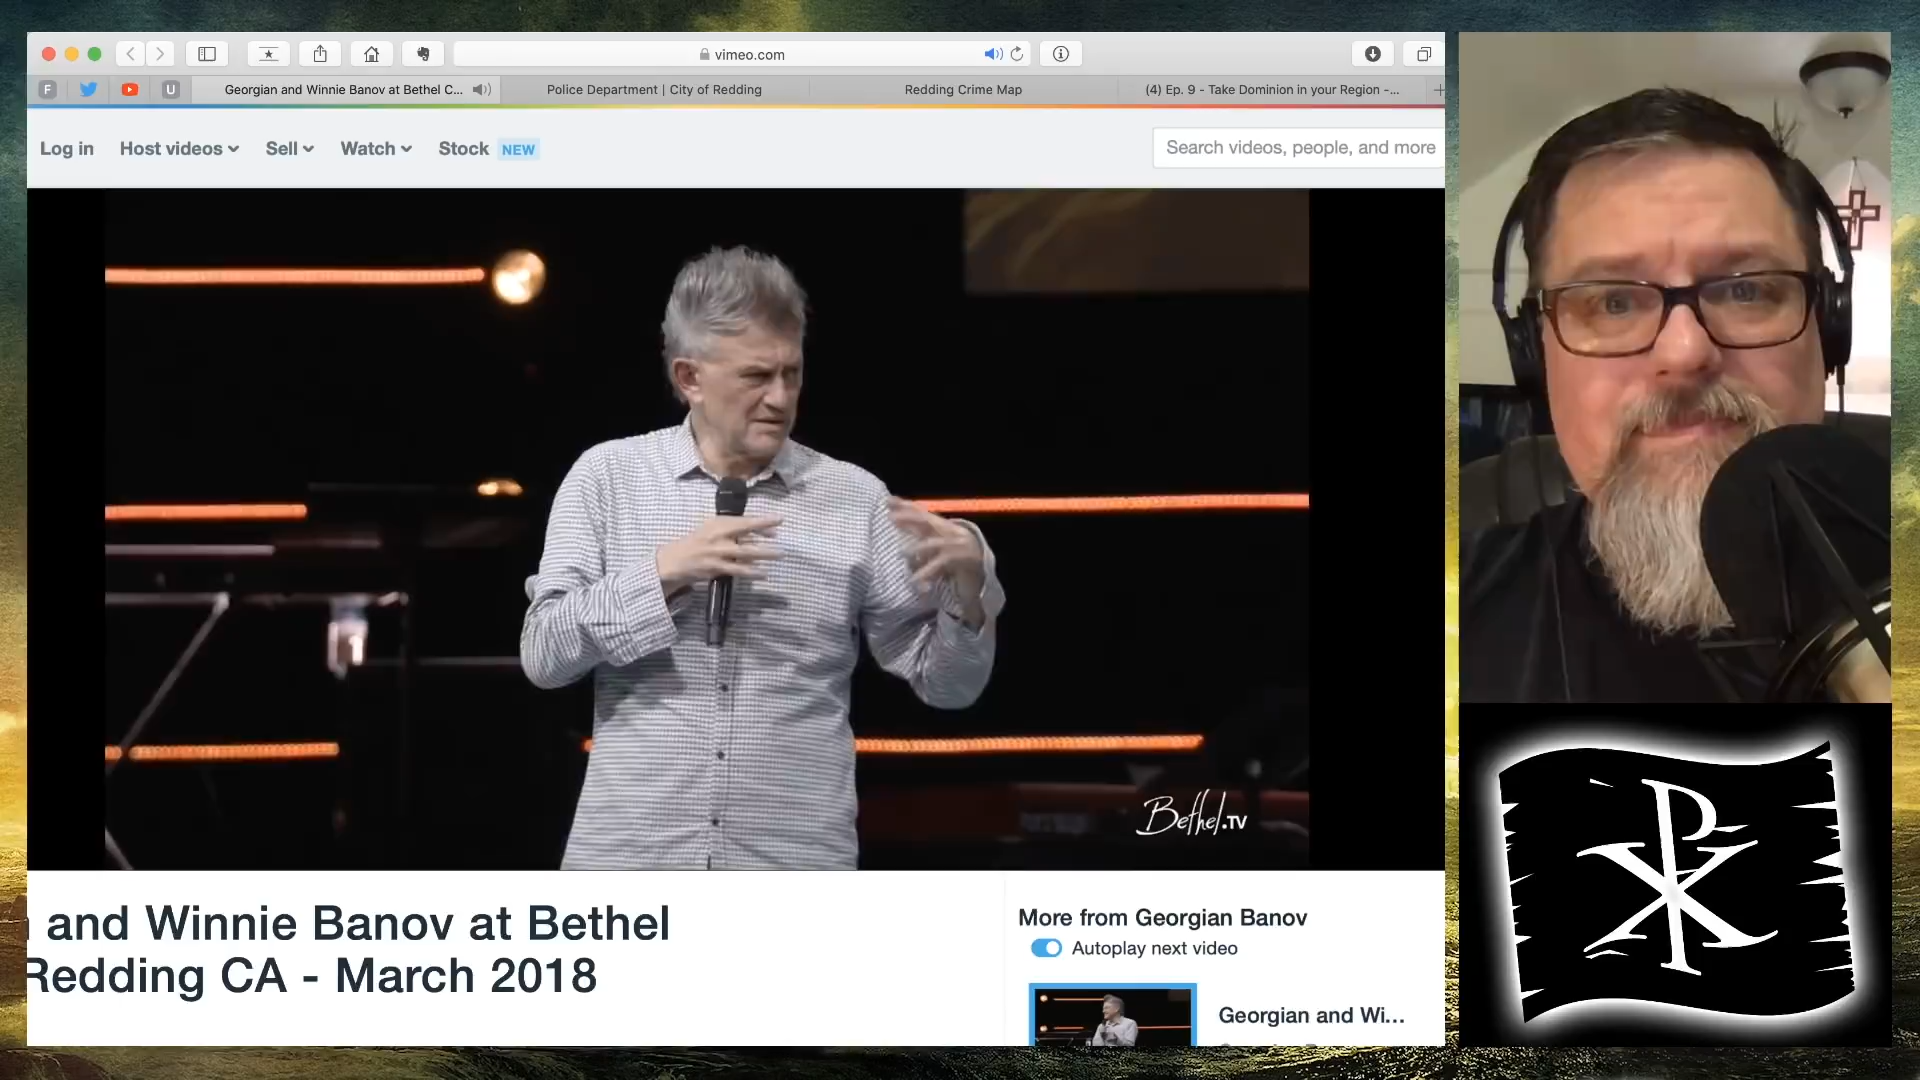 vimeo.com
F
U
Georgian and Winnie Banov at Bethel C...
Police Department | City of Redding
Redding Crime Map
(4) Ep. 9 - Take Dominion in your Region -...
Log in
Host videos
Sell
Watch
Stock NEW
Search videos, people, and more
Bethel.TV
and Winnie Banov at Bethel
Redding CA - March 2018
More from Georgian Banov
Autoplay next video
Georgian and Wi...